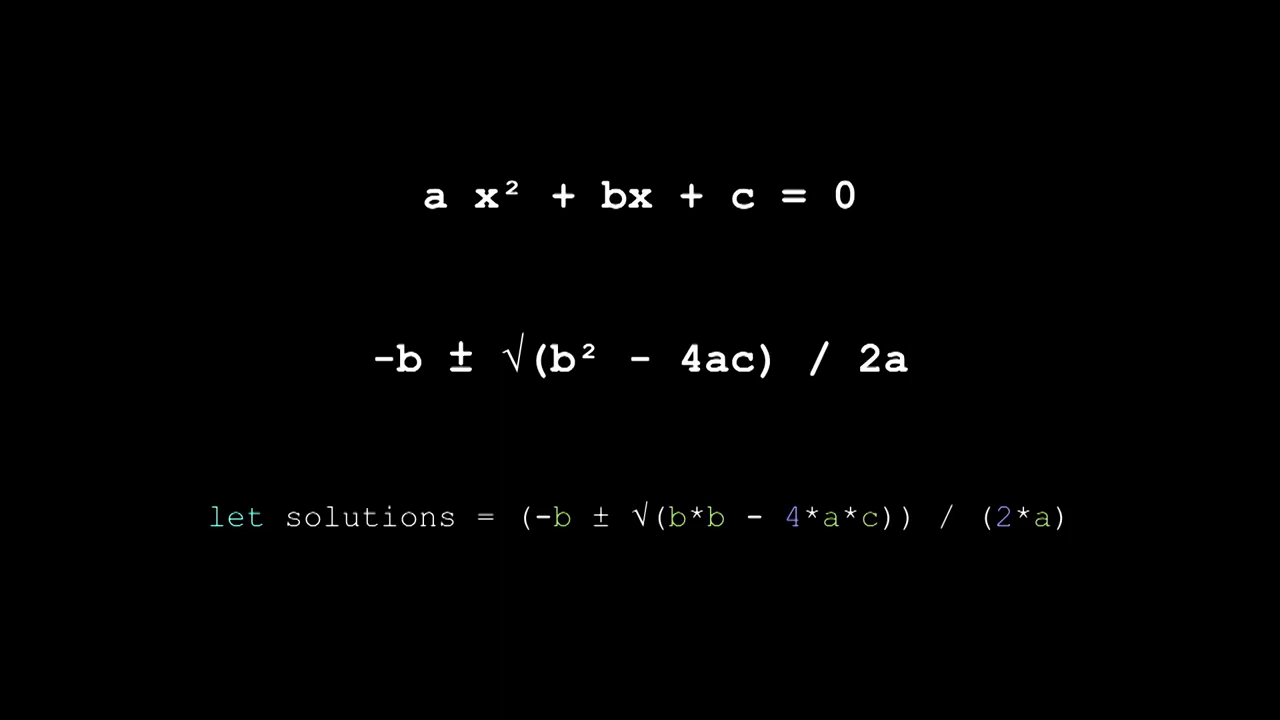 a x² + bx + c = 0
-b ± √(b² - 4ac) / 2a
let solutions = (-b ± √(b*b - 4*a*c)) / (2*a)